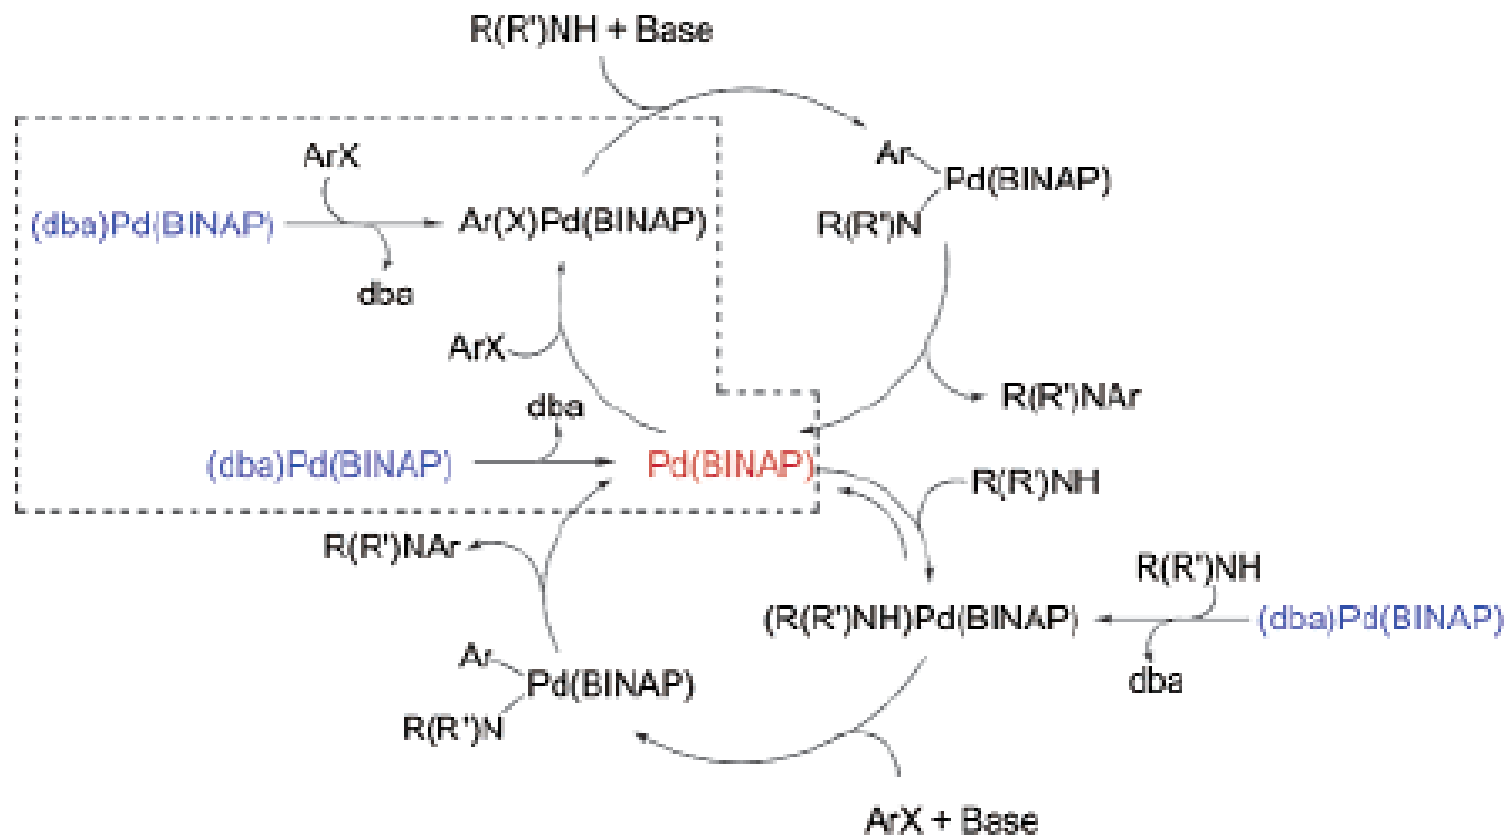 R(R')NH + Base
ArX
Ar
Pd(BINAP)
(dba)Pd(BINAP)
Ar(X)Pd(BINAP)
R(R')N
dba
ArX
R(R')NAr
dba
(dba)Pd(BINAP)
Pd(BINAP)
R(R')NH
R(R')NAr
R(R')NH
(R(R')NH)Pd(BINAP)
(dba)Pd(BINAP)
Ar
Pd(BINAP)
dba
R(R')N
ArX + Base